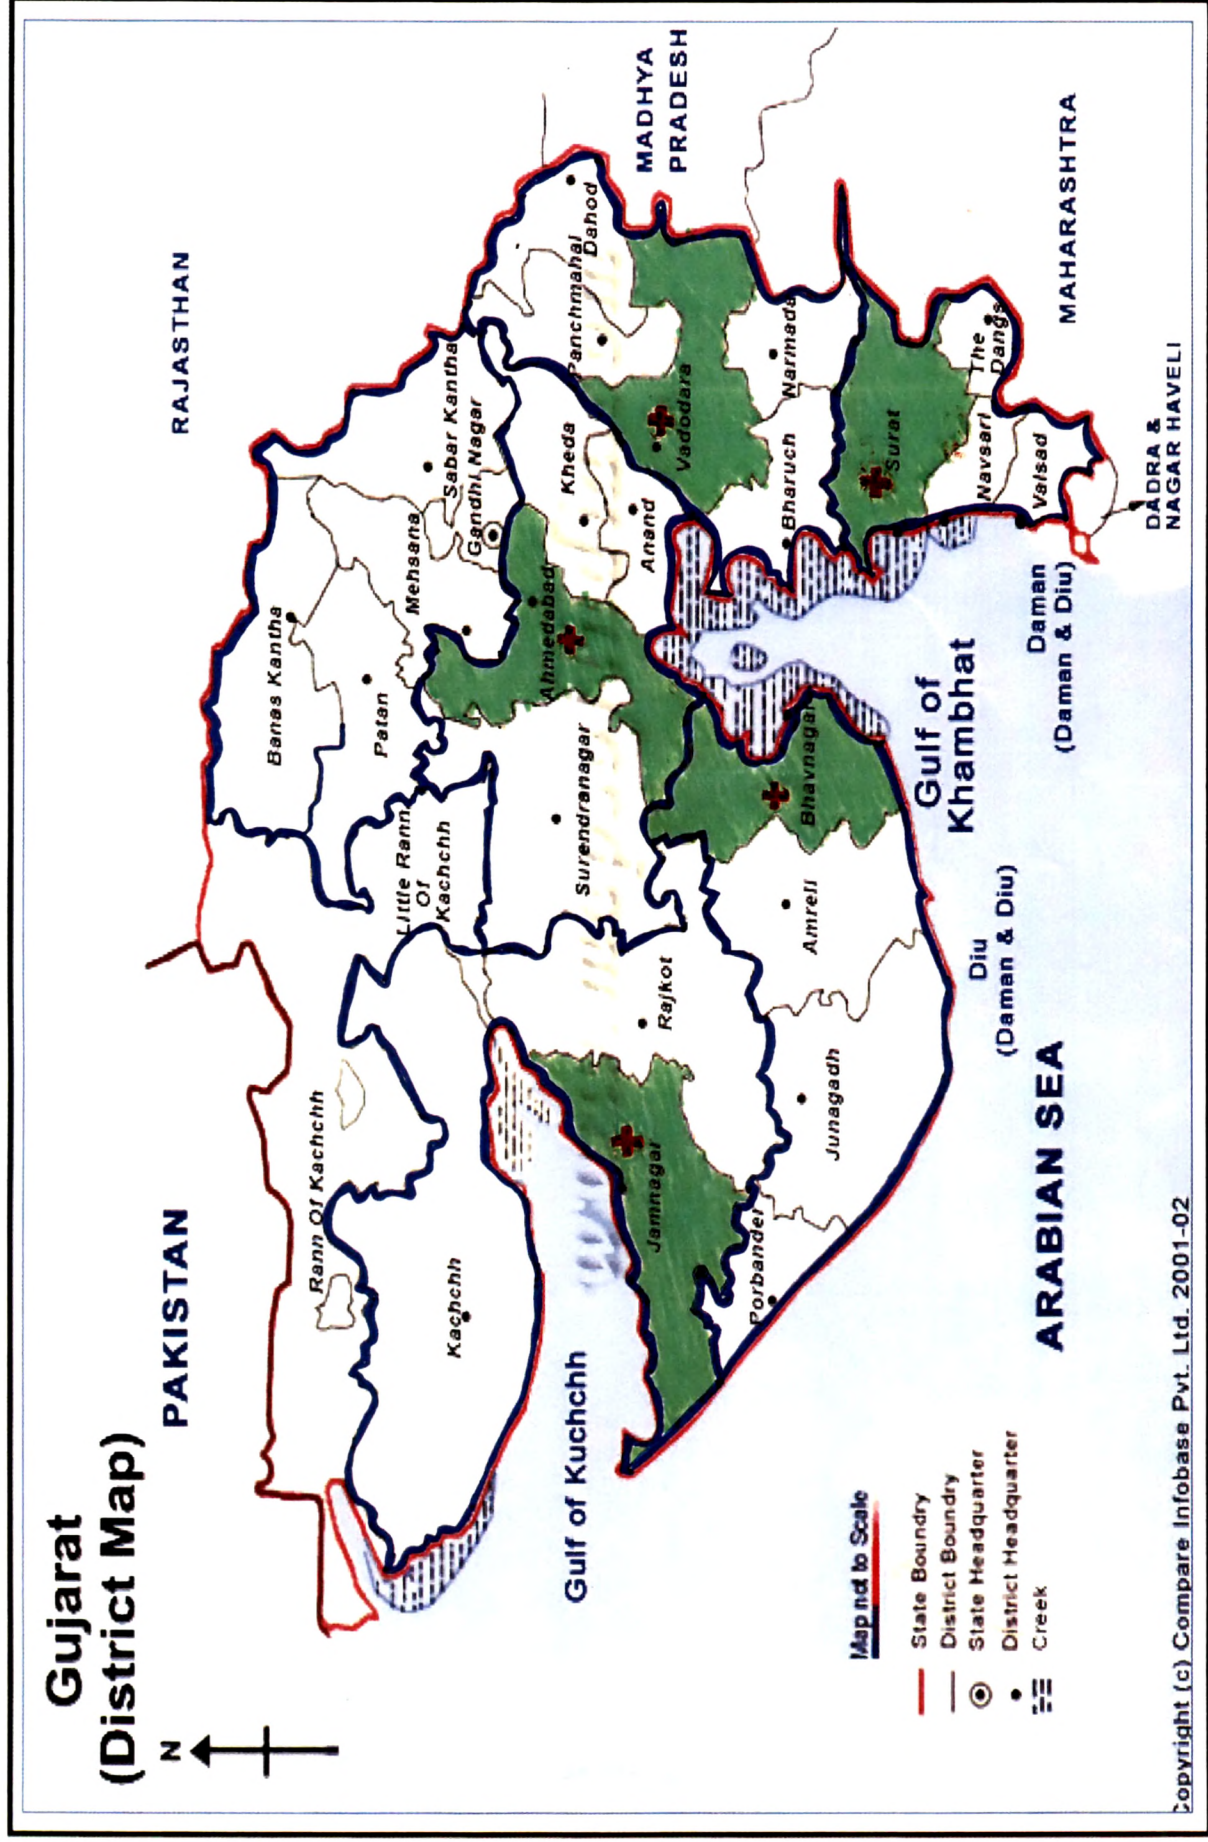 Gujarat
(District Map)
N
PAKISTAN
RAJASTHAN
MADHYA
PRADESH
MAHARASHTRA
DADRA &
NAGAR HAVELI
Rann Of Kachchh
Kachchh
Little Rann
Of
Kachchh
Banas Kantha
Patan
Mehsana
Sabar Kantha
Gandhi Nagar
Ahmedabad
Kheda
Anand
Panchmahal
Dahod
Vadodara
Narmada
Bharuch
Surat
The
Dangs
Navsari
Valsad
Surendranagar
Rajkot
Jamnagar
Porbander
Junagadh
Amreli
Bhavnagar
Gulf of Kuchchh
Gulf of
Khambhat
Daman
(Daman & Diu)
Diu
(Daman & Diu)
ARABIAN SEA
Map not to Scale
State Boundry
District Boundry
State Headquarter
District Headquarter
Creek
Copyright (c) Compare Infobase Pvt. Ltd. 2001-02